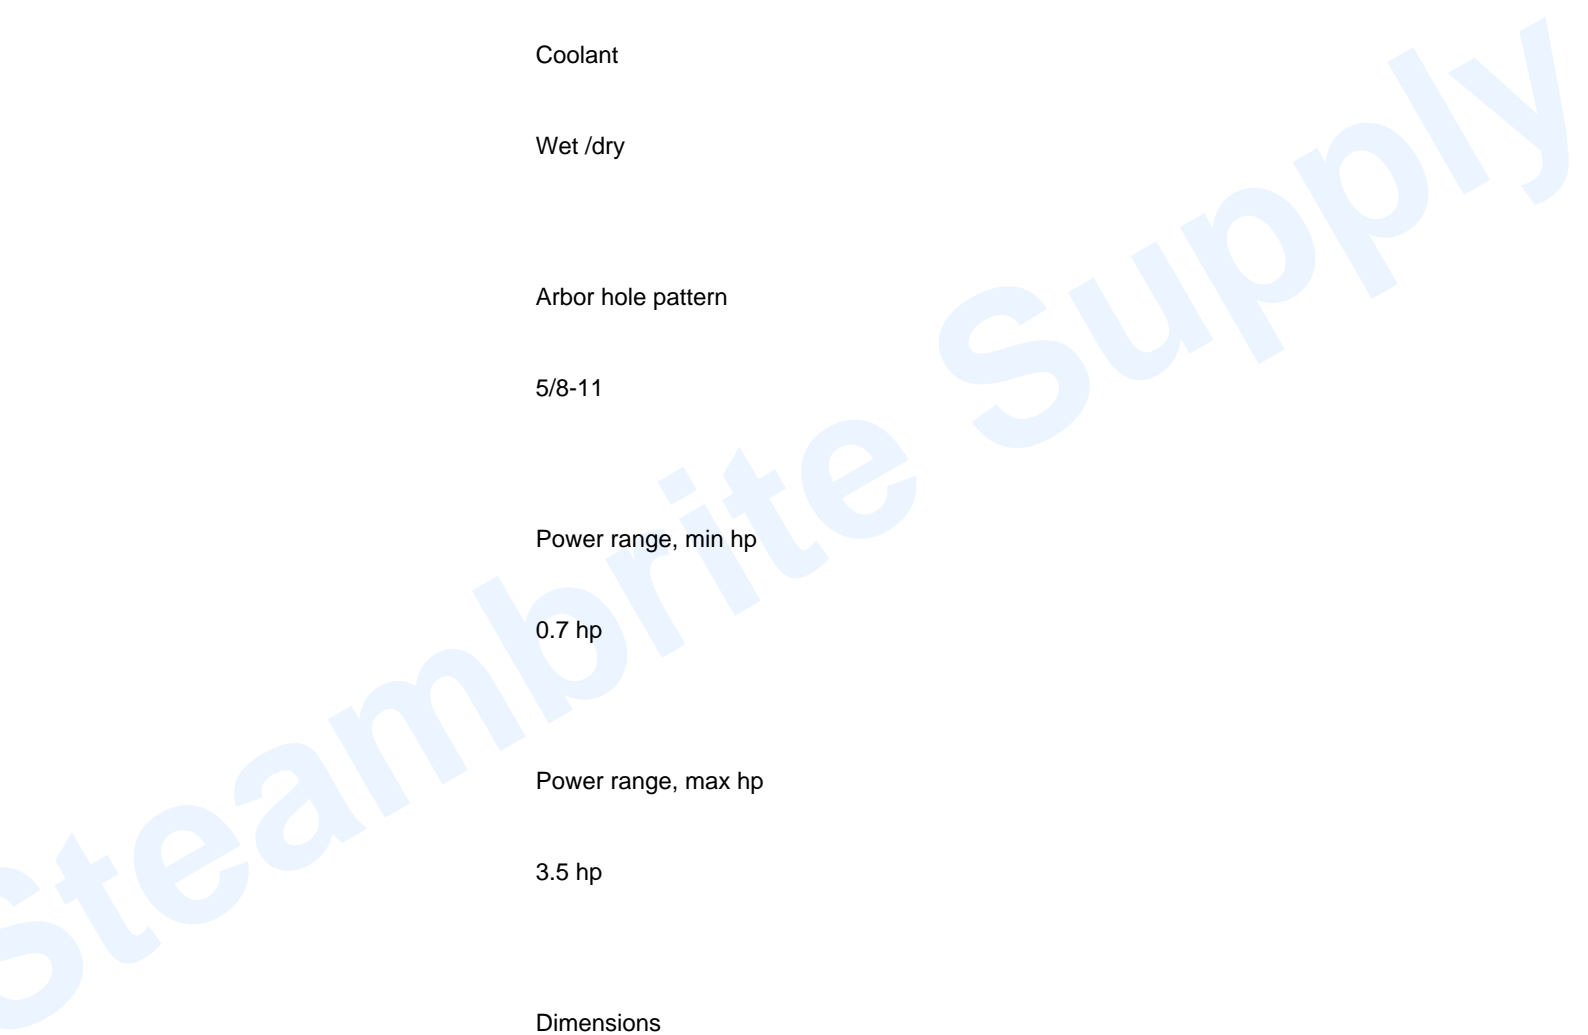 Coolant
Wet /dry
Arbor hole pattern
5/8-11
Power range, min hp
0.7 hp
Power range, max hp
3.5 hp
Dimensions
Steambrite Supply